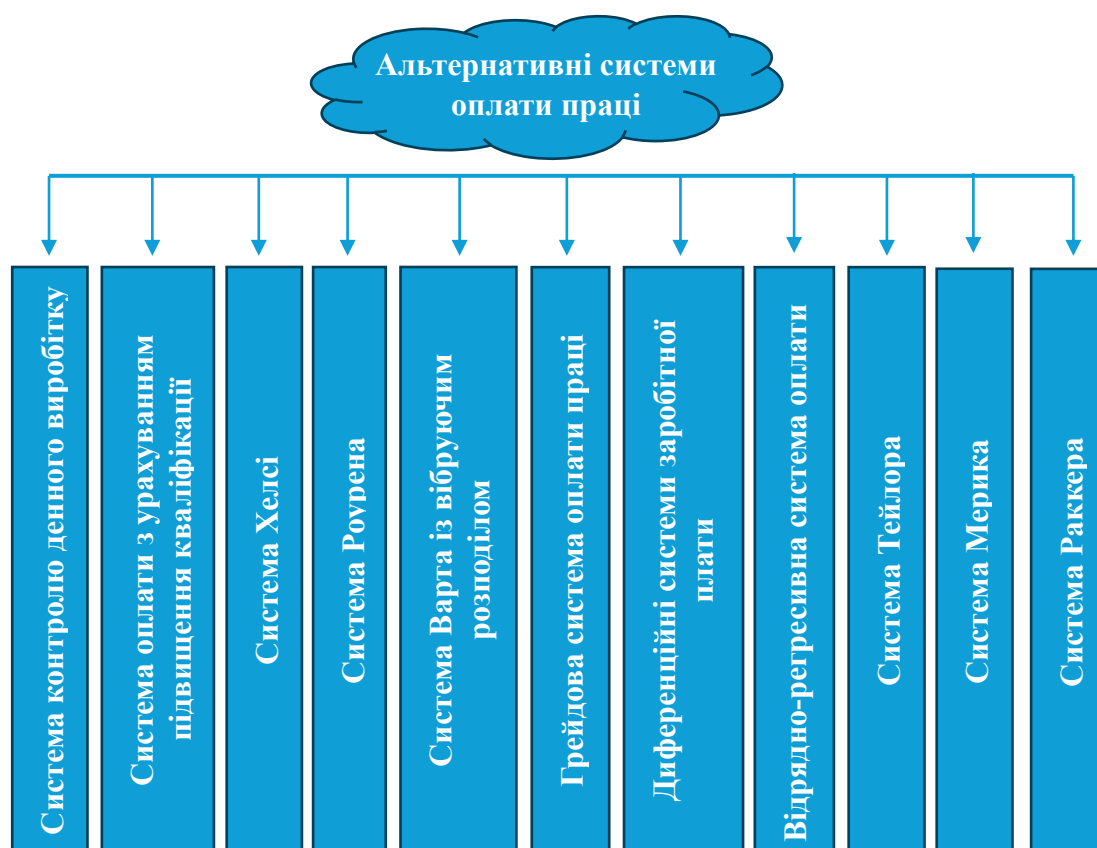 Альтернативні системи
оплати праці
Система контролю денного виробітку
Система оплати з урахуванням
підвищення кваліфікації
Система Хелсі
Система Роурена
Система Варта із вібруючим
розподілом
Грейдова система оплати праці
Диференційні системи заробітної
плати
Відрядно-регресивна система оплати
Система Тейлора
Система Мерика
Система Раккера